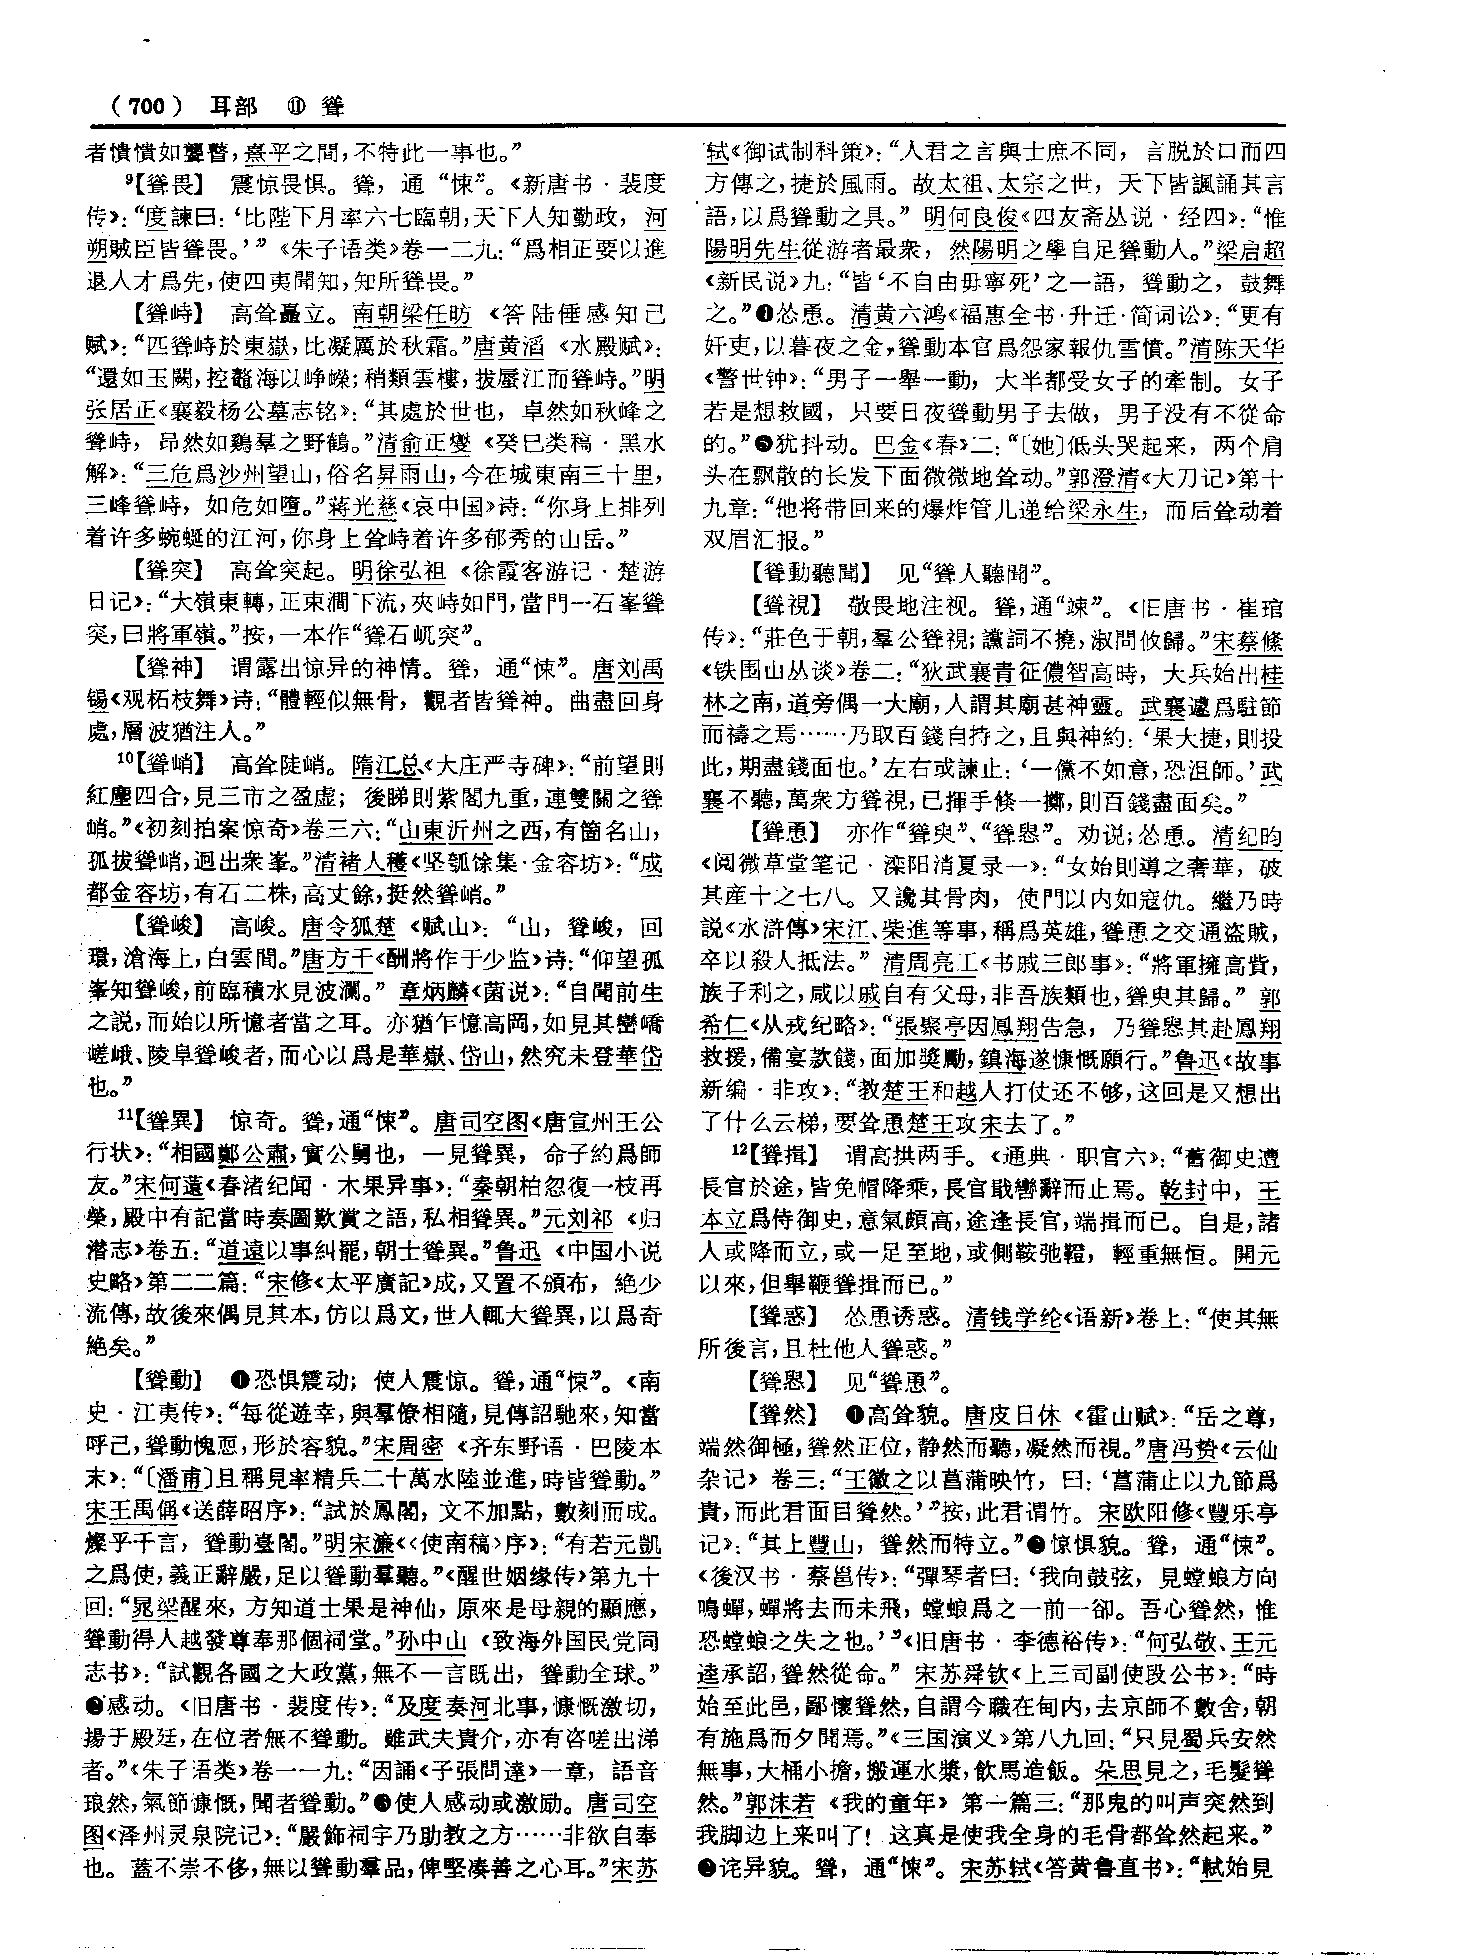 （700） 耳部 ⑪ 聳
者憒憒如聾瞽，熹平之間，不特此一事也。”
⁹【聳畏】 震惊畏惧。聳，通“悚”。《新唐书·裴度
传》：“度諫曰：‘比陛下月率六七臨朝，天下人知勤政，河
朔賊臣皆聳畏。’”《朱子语类》卷一二九：“爲相正要以進
退人才爲先，使四夷聞知，知所聳畏。”
【聳峙】 高耸矗立。南朝梁任昉《答陆倕感知己
赋》：“匹聳峙於東嶽，比凝厲於秋霜。”唐黄滔《水殿赋》：
“還如玉闕，控鼇海以峥嶸；稍類雲樓，拔蜃江而聳峙。”明
张居正《襄毅杨公墓志铭》：“其處於世也，卓然如秋峰之
聳峙，昂然如鷄羣之野鶴。”清俞正燮《癸巳类稿·黑水
解》：“三危爲沙州望山，俗名昇雨山，今在城東南三十里，
三峰聳峙，如危如墮。”蒋光慈《哀中国》诗：“你身上排列
着许多蜿蜒的江河，你身上耸峙着许多郁秀的山岳。”
【聳突】 高耸突起。明徐弘祖《徐霞客游记·楚游
日记》：“大嶺東轉，正束澗下流，夾峙如門，當門一石峯聳
突，曰將軍嶺。”按，一本作“聳石屼突”。
【聳神】 谓露出惊异的神情。聳，通“悚”。唐刘禹
锡《观柘枝舞》诗：“體輕似無骨，觀者皆聳神。曲盡回身
處，層波猶注人。”
¹⁰【聳峭】 高耸陡峭。隋江总《大庄严寺碑》：“前望則
紅塵四合，見三市之盈虚；後睇則紫閣九重，連雙闕之聳
峭。”《初刻拍案惊奇》卷三六：“山東沂州之西，有箇名山，
孤拔聳峭，迥出衆峯。”清褚人穫《坚瓠馀集·金容坊》：“成
都金容坊，有石二株，高丈餘，挺然聳峭。”
【聳峻】 高峻。唐令狐楚《赋山》：“山，聳峻，回
環，滄海上，白雲間。”唐方干《酬將作于少监》诗：“仰望孤
峯知聳峻，前臨積水見波瀾。”章炳麟《菌说》：“自聞前生
之説，而始以所憶者當之耳。亦猶乍憶高岡，如見其巒嶠
嵯峨、陵阜聳峻者，而心以爲是華嶽、岱山，然究未登華岱
也。”
¹¹【聳異】 惊奇。聳，通“悚”。唐司空图《唐宣州王公
行状》：“相國鄭公肅，實公舅也，一見聳異，命子約爲師
友。”宋何薳《春渚纪闻·木果异事》：“秦朝柏忽復一枝再
榮，殿中有記當時奏圖歎賞之語，私相聳異。”元刘祁《归
潜志》卷五：“道遠以事糾罷，朝士聳異。”鲁迅《中国小说
史略》第二二篇：“宋修《太平廣記》成，又置不頒布，絶少
流傳，故後來偶見其本，仿以爲文，世人輒大聳異，以爲奇
絶矣。”
【聳動】 ❶恐惧震动；使人震惊。聳，通“悚”。《南
史·江夷传》：“每從遊幸，與羣僚相隨，見傳詔馳來，知當
呼己，聳動愧恧，形於容貌。”宋周密《齐东野语·巴陵本
末》：“〔潘甫〕且稱見率精兵二十萬水陸並進，時皆聳動。”
宋王禹偁《送薛昭序》：“試於鳳閣，文不加點，數刻而成。
燦乎千言，聳動臺閣。”明宋濂《〈使南稿〉序》：“有若元凱
之爲使，義正辭嚴，足以聳動羣聽。”《醒世姻缘传》第九十
回：“晁梁醒來，方知道士果是神仙，原來是母親的顯應，
聳動得人越發尊奉那個祠堂。”孙中山《致海外国民党同
志书》：“試觀各國之大政黨，無不一言既出，聳動全球。”
❷感动。《旧唐书·裴度传》：“及度奏河北事，慷慨激切，
揚于殿廷，在位者無不聳動。雖武夫貴介，亦有咨嗟出涕
者。”《朱子语类》卷一一九：“因誦《子張問達》一章，語音
琅然，氣節慷慨，聞者聳動。”❸使人感动或激励。唐司空
图《泽州灵泉院记》：“嚴飾祠宇乃助教之方……非欲自奉
也。蓋不崇不侈，無以聳動羣品，俾堅湊善之心耳。”宋苏
轼《御试制科策》：“人君之言與士庶不同，言脱於口而四
方傳之，捷於風雨。故太祖、太宗之世，天下皆諷誦其言
語，以爲聳動之具。”明何良俊《四友斋丛说·经四》：“惟
陽明先生從游者最衆，然陽明之學自足聳動人。”梁启超
《新民说》九：“皆‘不自由毋寧死’之一語，聳動之，鼓舞
之。”❹怂恿。清黄六鸿《福惠全书·升迁·简词讼》：“更有
奸吏，以暮夜之金，聳動本官爲怨家報仇雪憤。”清陈天华
《警世钟》：“男子一舉一動，大半都受女子的牽制。女子
若是想救國，只要日夜聳動男子去做，男子没有不從命
的。”❺犹抖动。巴金《春》二：“〔她〕低头哭起来，两个肩
头在飘散的长发下面微微地耸动。”郭澄清《大刀记》第十
九章：“他将带回来的爆炸管儿递给梁永生，而后耸动着
双眉汇报。”
【聳動聽聞】 见“聳人聽聞”。
【聳視】 敬畏地注视。聳，通“竦”。《旧唐书·崔琯
传》：“莊色于朝，羣公聳視；讜詞不撓，淑問攸歸。”宋蔡絛
《铁围山丛谈》卷二：“狄武襄青征儂智高時，大兵始出桂
林之南，道旁偶一大廟，人謂其廟甚神靈。武襄遽爲駐節
而禱之焉……乃取百錢自持之，且與神約：‘果大捷，則投
此，期盡錢面也。’左右或諫止：‘一儻不如意，恐沮師。’武
襄不聽，萬衆方聳視，已揮手倏一擲，則百錢盡面矣。”
【聳恿】 亦作“聳臾”、“聳慂”。劝说；怂恿。清纪昀
《阅微草堂笔记·滦阳消夏录一》：“女始則導之奢華，破
其産十之七八。又讒其骨肉，使門以内如寇仇。繼乃時
説《水滸傳》宋江、柴進等事，稱爲英雄，聳恿之交通盜賊，
卒以殺人抵法。”清周亮工《书戚三郎事》：“將軍擁高貲，
族子利之，咸以戚自有父母，非吾族類也，聳臾其歸。”郭
希仁《从戎纪略》：“張聚亭因鳳翔告急，乃聳慂其赴鳳翔
救援，備宴款餞，面加獎勵，鎮海遂慷慨願行。”鲁迅《故事
新编·非攻》：“教楚王和越人打仗还不够，这回是又想出
了什么云梯，要耸恿楚王攻宋去了。”
¹²【聳揖】 谓高拱两手。《通典·职官六》：“舊御史遭
長官於途，皆免帽降乘，長官戢轡辭而止焉。乾封中，王
本立爲侍御史，意氣頗高，途逢長官，端揖而已。自是，諸
人或降而立，或一足至地，或側鞍弛鞚，輕重無恒。開元
以來，但舉鞭聳揖而已。”
【聳惑】 怂恿诱惑。清钱学纶《语新》卷上：“使其無
所後言，且杜他人聳惑。”
【聳慂】 见“聳恿”。
【聳然】 ❶高耸貌。唐皮日休《霍山赋》：“岳之尊，
端然御極，聳然正位，静然而聽，凝然而視。”唐冯贽《云仙
杂记》卷三：“王徽之以菖蒲映竹，曰：‘菖蒲止以九節爲
貴，而此君面目聳然。’”按，此君谓竹。宋欧阳修《豐乐亭
记》：“其上豐山，聳然而特立。”❷惊惧貌。聳，通“悚”。
《後汉书·蔡邕传》：“彈琴者曰：‘我向鼓弦，見螳蜋方向
鳴蟬，蟬將去而未飛，螳蜋爲之一前一卻。吾心聳然，惟
恐螳蜋之失之也。’”《旧唐书·李德裕传》：“何弘敬、王元
逵承詔，聳然從命。”宋苏舜钦《上三司副使段公书》：“時
始至此邑，鄙懷聳然，自謂今職在甸内，去京師不數舍，朝
有施爲而夕聞焉。”《三国演义》第八九回：“只見蜀兵安然
無事，大桶小擔，搬運水漿，飲馬造飯。朵思見之，毛髮聳
然。”郭沫若《我的童年》第一篇三：“那鬼的叫声突然到
我脚边上来叫了！这真是使我全身的毛骨都耸然起来。”
❸诧异貌。聳，通“悚”。宋苏轼《答黄鲁直书》：“軾始見